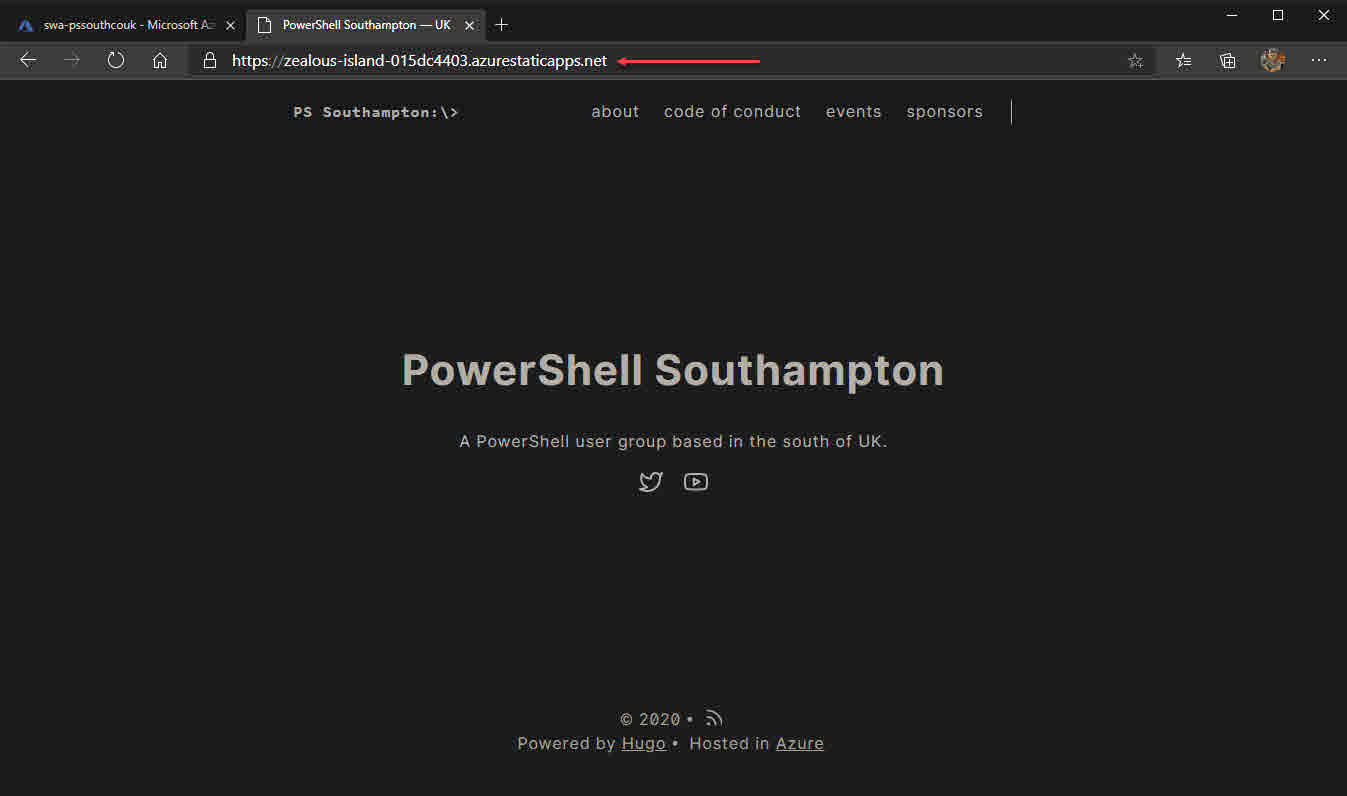 swa-pssouthcouk - Microsoft Az
PowerShell Southampton — UK
https://zealous-island-015dc4403.azurestaticapps.net
PS Southampton:\>
about
code of conduct
events
sponsors
PowerShell Southampton
A PowerShell user group based in the south of UK.
© 2020 •
Powered by Hugo • Hosted in Azure